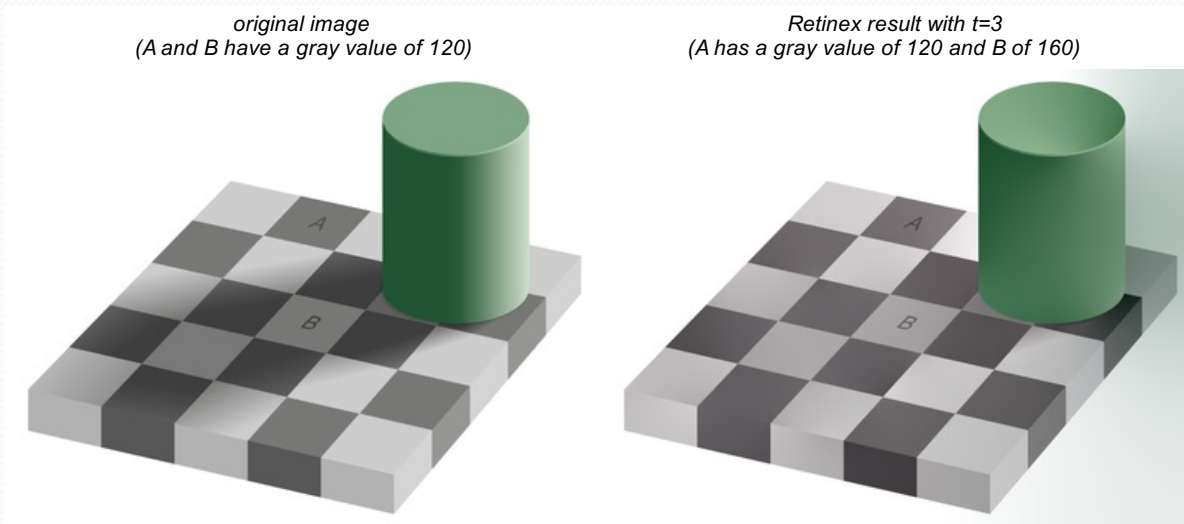 original image
(A and B have a gray value of 120)
Retinex result with t=3
(A has a gray value of 120 and B of 160)
A
B
A
B